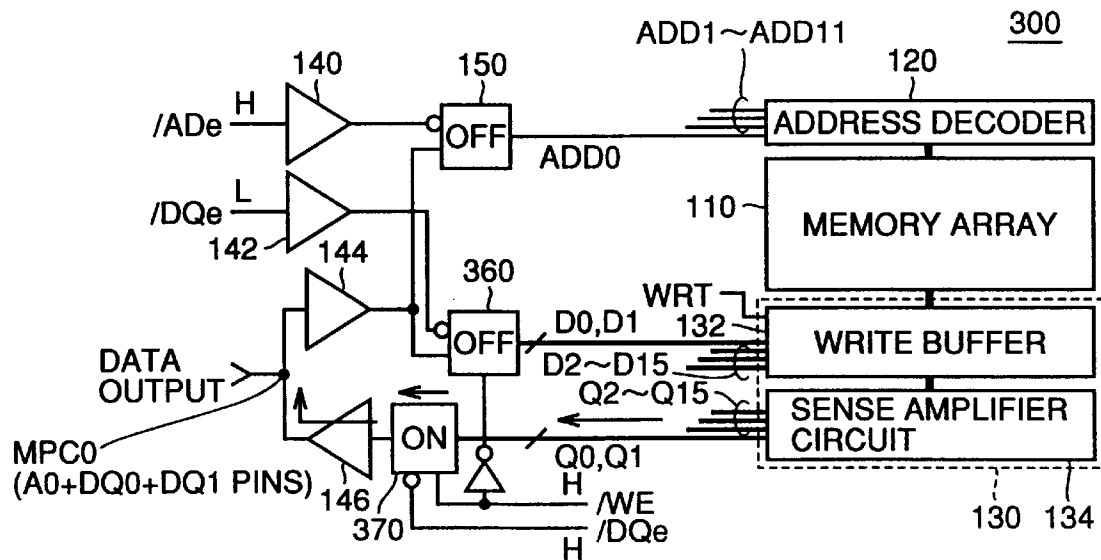 300
ADD1~ADD11
140
150
120
H
/ADe
OFF
ADDRESS DECODER
ADD0
L
/DQe
142
110
MEMORY ARRAY
144
360
WRT
132
OFF
D0,D1
WRITE BUFFER
D2~D15
DATA
OUTPUT
Q2~Q15
ON
SENSE AMPLIFIER
CIRCUIT
Q0,Q1
MPC0
(A0+DQ0+DQ1 PINS)
146
370
H
/WE
/DQe
H
130
134